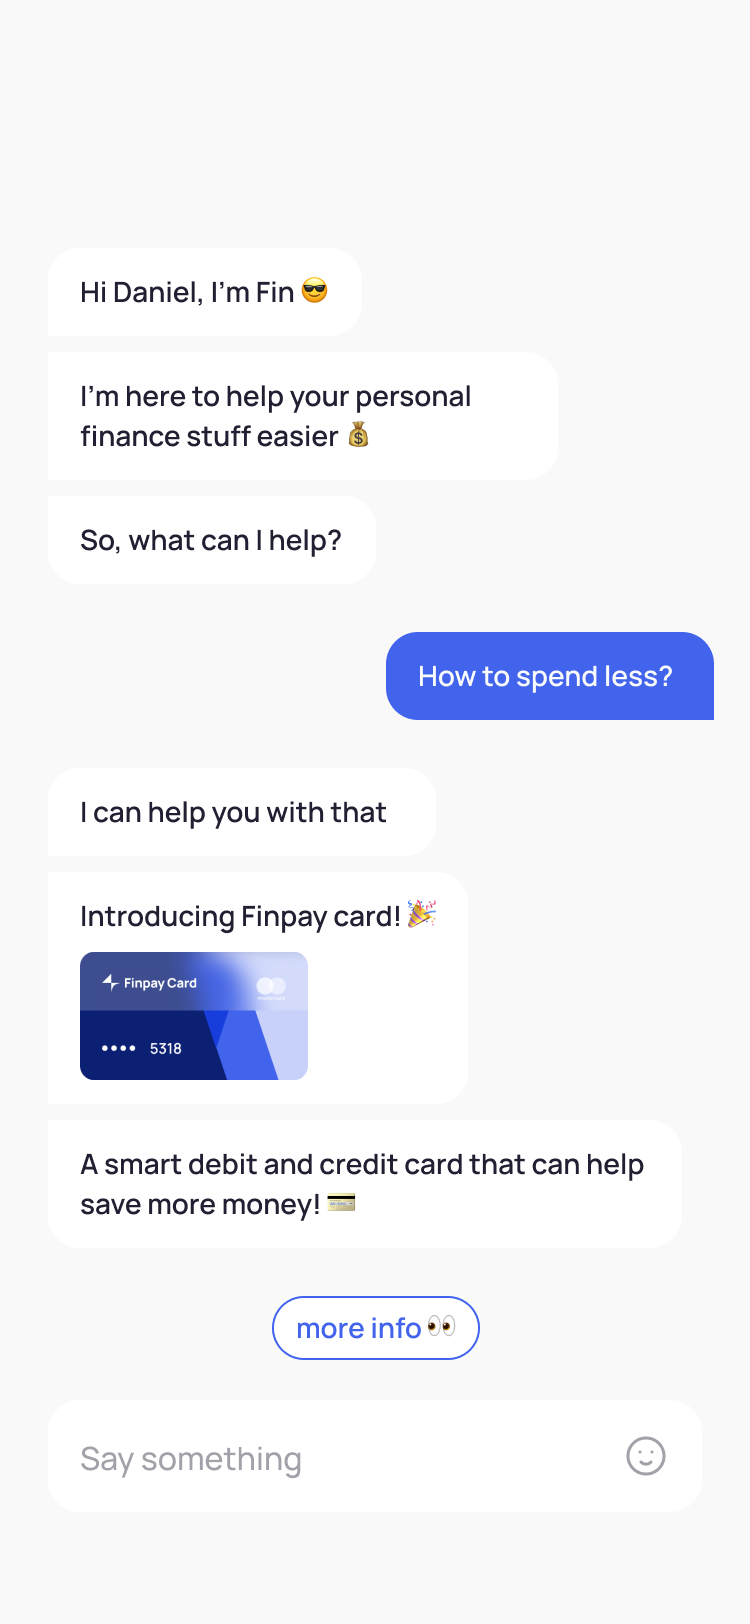 Hi Daniel, I'm Fin 😎
I'm here to help your personal
finance stuff easier 💰
So, what can I help?
How to spend less?
I can help you with that
Introducing Finpay card! 🎉
Finpay Card
•••• 5318
A smart debit and credit card that can help
save more money! 💳
more info 👀
Say something